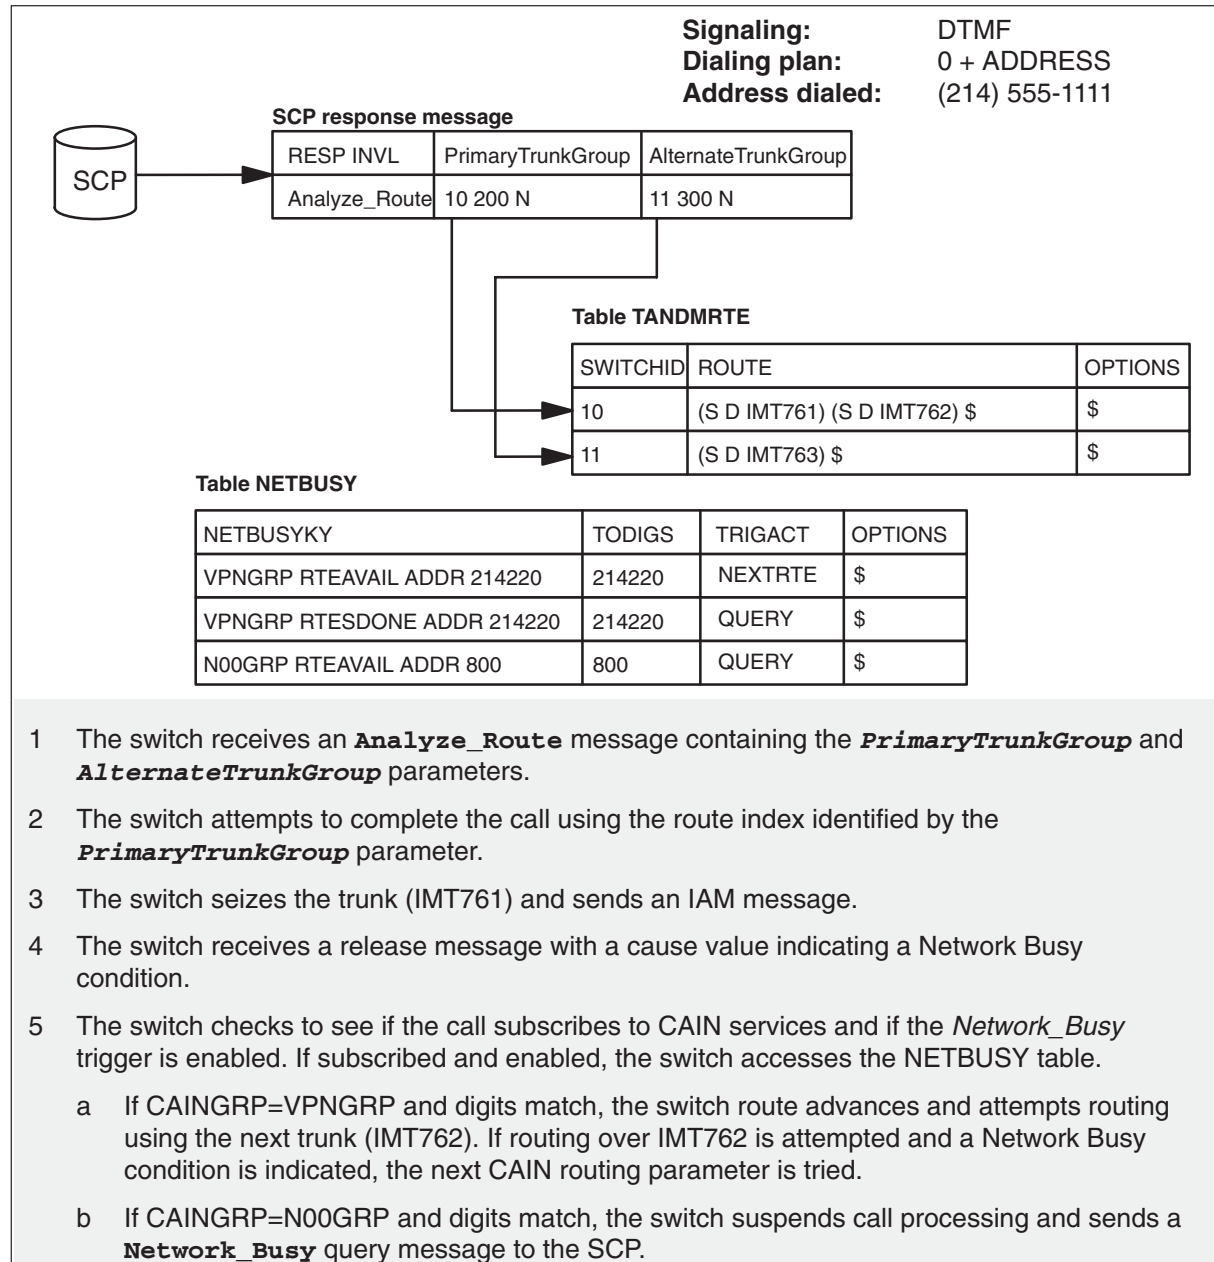 Signaling: DTMF
Dialing plan: 0 + ADDRESS
Address dialed: (214) 555-1111
SCP response message
SCP
RESP INVL PrimaryTrunkGroup AlternateTrunkGroup
Analyze_Route 10 200 N 11 300 N
Table TANDMRTE
SWITCHID ROUTE OPTIONS
10 (S D IMT761) (S D IMT762) $ $
11 (S D IMT763) $ $
Table NETBUSY
NETBUSYKY TODIGS TRIGACT OPTIONS
VPNGRP RTEAVAIL ADDR 214220 214220 NEXTRTE $
VPNGRP RTESDONE ADDR 214220 214220 QUERY $
N00GRP RTEAVAIL ADDR 800 800 QUERY $
1 The switch receives an Analyze_Route message containing the PrimaryTrunkGroup and
AlternateTrunkGroup parameters.
2 The switch attempts to complete the call using the route index identified by the
PrimaryTrunkGroup parameter.
3 The switch seizes the trunk (IMT761) and sends an IAM message.
4 The switch receives a release message with a cause value indicating a Network Busy
condition.
5 The switch checks to see if the call subscribes to CAIN services and if the Network_Busy
trigger is enabled. If subscribed and enabled, the switch accesses the NETBUSY table.
a If CAINGRP=VPNGRP and digits match, the switch route advances and attempts routing
using the next trunk (IMT762). If routing over IMT762 is attempted and a Network Busy
condition is indicated, the next CAIN routing parameter is tried.
b If CAINGRP=N00GRP and digits match, the switch suspends call processing and sends a
Network_Busy query message to the SCP.